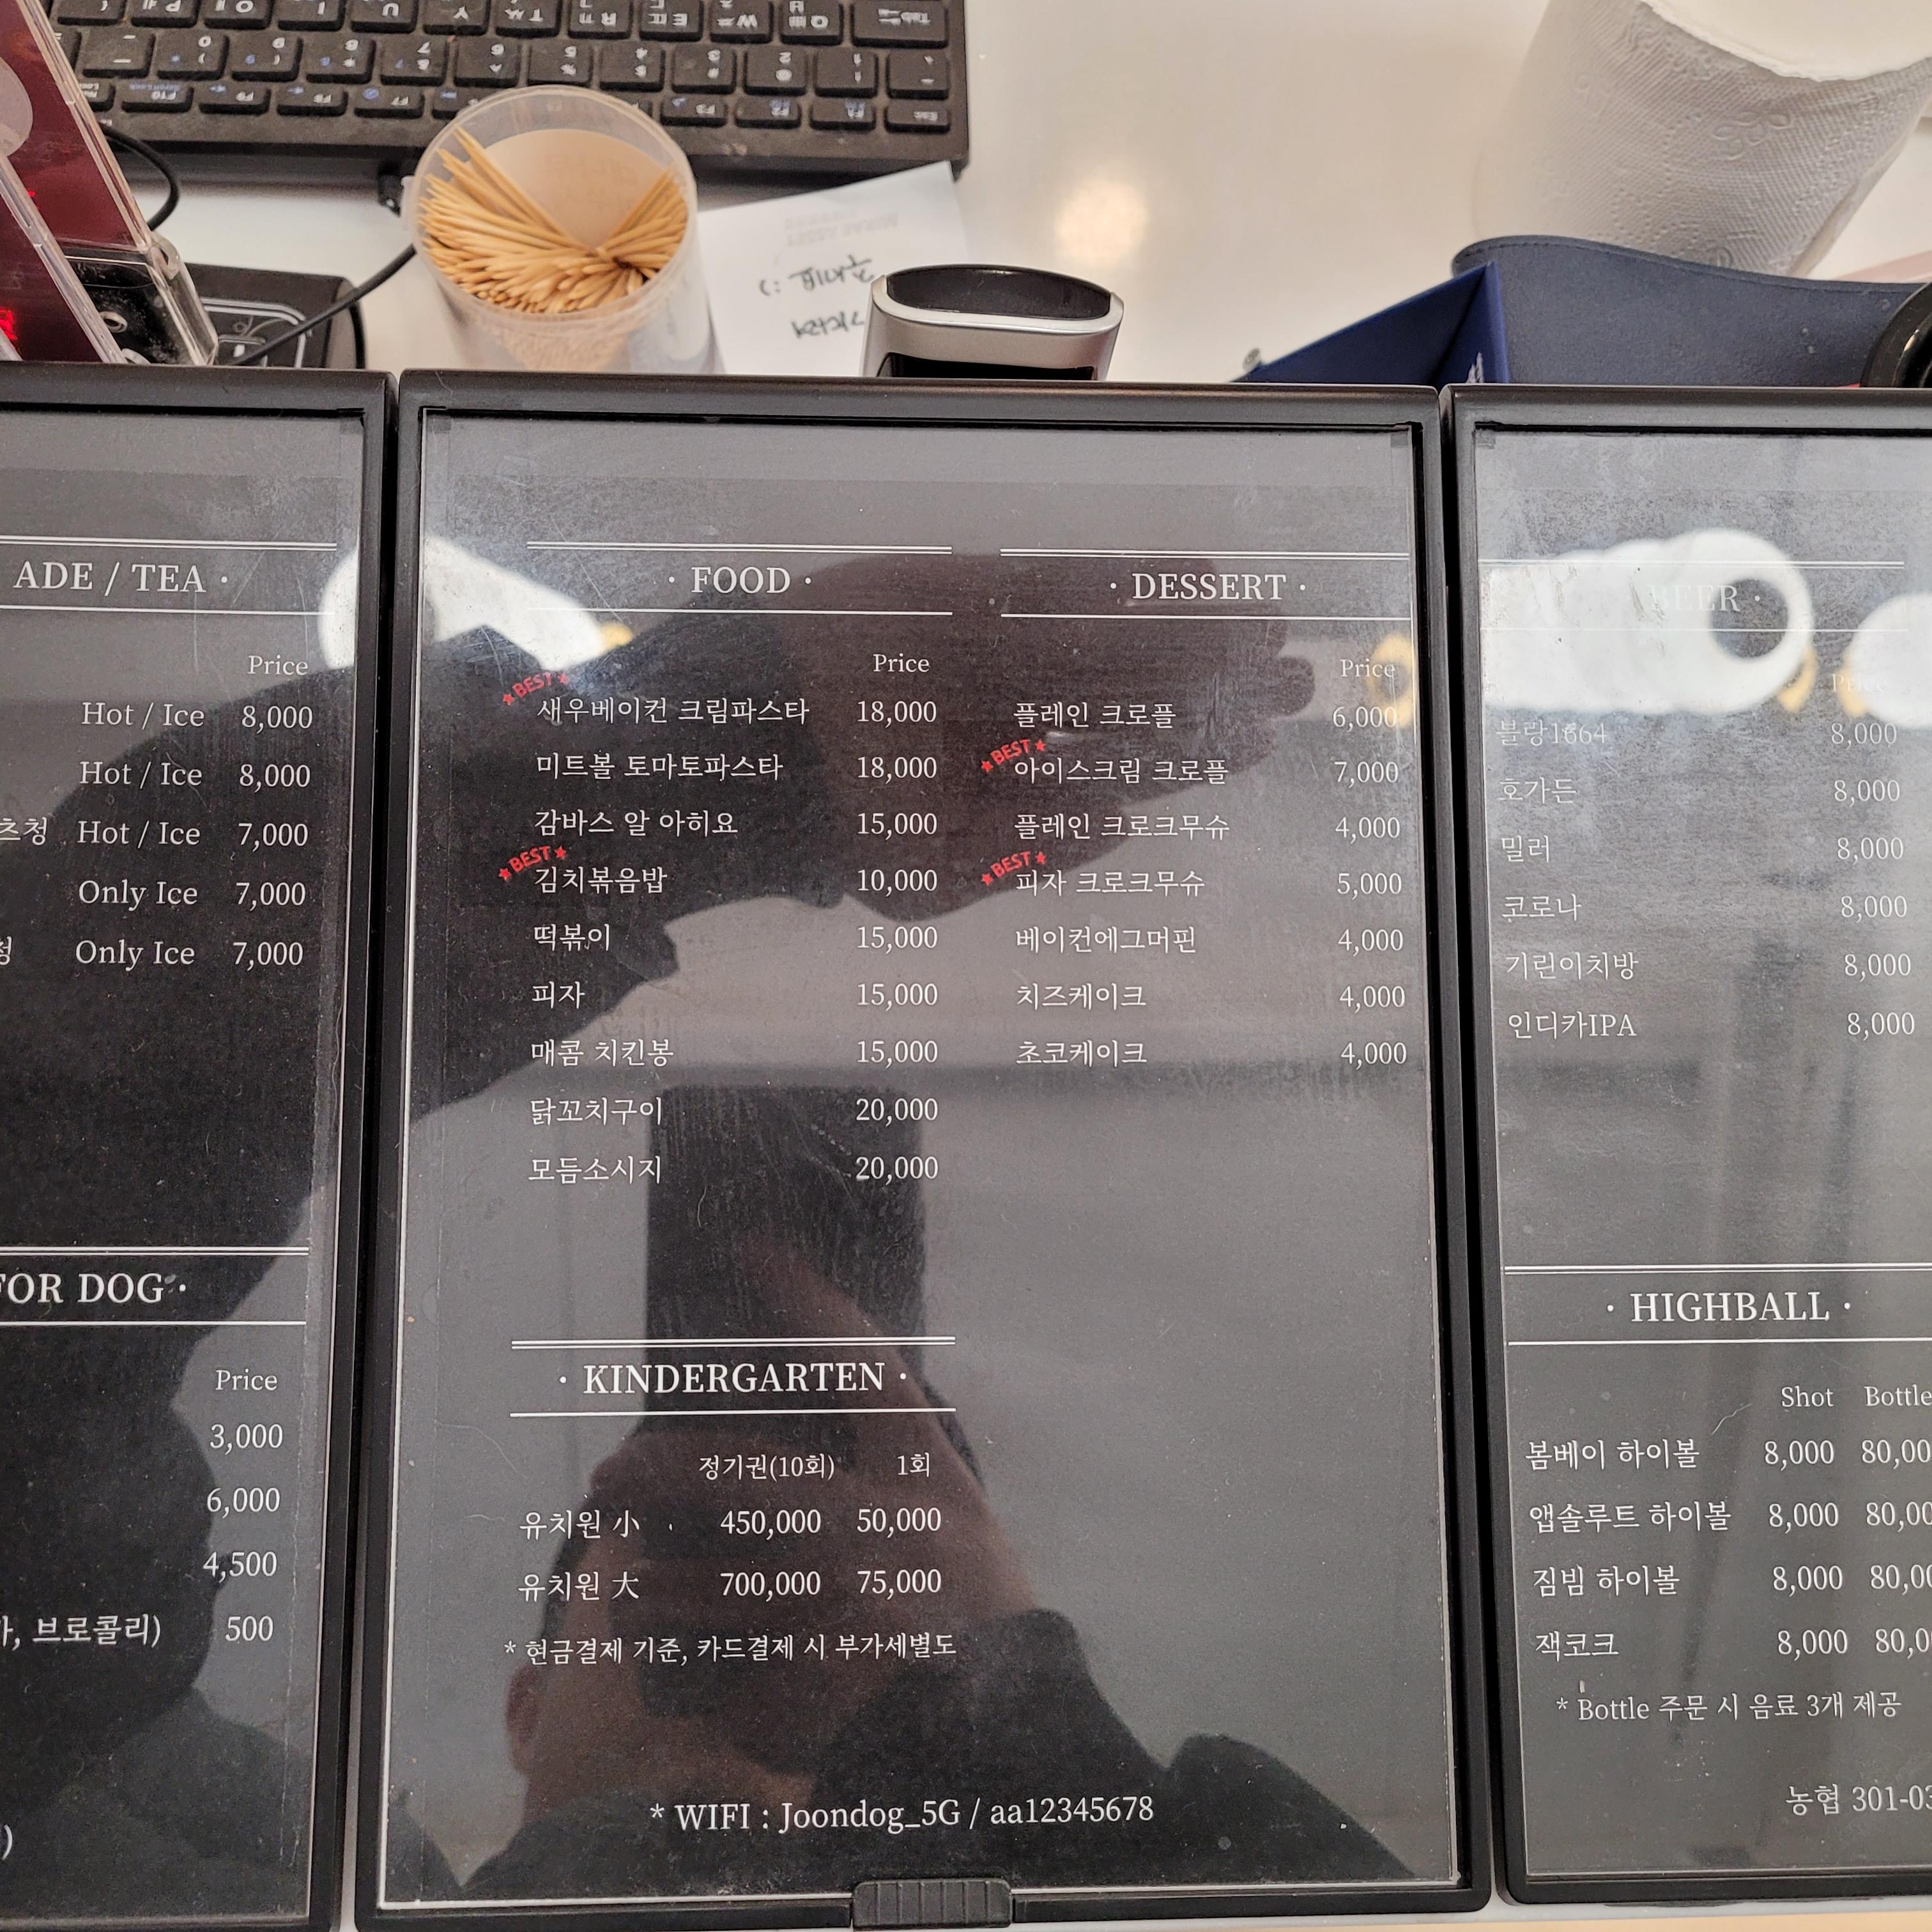 ADE / TEA ·
Price
Hot / Ice 8,000
Hot / Ice 8,000
Hot / Ice 7,000
Only Ice 7,000
Only Ice 7,000
FOR DOG ·
Price
3,000
6,000
4,500
브로콜리) 500
· FOOD ·
Price
★BEST★
새우베이컨 크림파스타 18,000
미트볼 토마토파스타 18,000
감바스 알 아히요 15,000
★BEST★
김치볶음밥 10,000
떡볶이 15,000
피자 15,000
매콤 치킨봉 15,000
닭꼬치구이 20,000
모듬소시지 20,000
· KINDERGARTEN ·
정기권(10회) 1회
유치원 小 450,000 50,000
유치원 大 700,000 75,000
* 현금결제 기준, 카드결제 시 부가세별도
· DESSERT ·
Price
플레인 크로플 6,000
★BEST★
아이스크림 크로플 7,000
플레인 크로크무슈 4,000
★BEST★
피자 크로크무슈 5,000
베이컨에그머핀 4,000
치즈케이크 4,000
초코케이크 4,000
* WIFI : Joondog_5G / aa12345678
BEER ·
Price
블랑1664 8,000
호가든 8,000
밀러 8,000
코로나 8,000
기린이치방 8,000
인디카IPA 8,000
· HIGHBALL ·
Shot Bottle
봄베이 하이볼 8,000 80,00
앱솔루트 하이볼 8,000 80,00
짐빔 하이볼 8,000 80,00
잭코크 8,000 80,0
* Bottle 주문 시 음료 3개 제공
농협 301-03